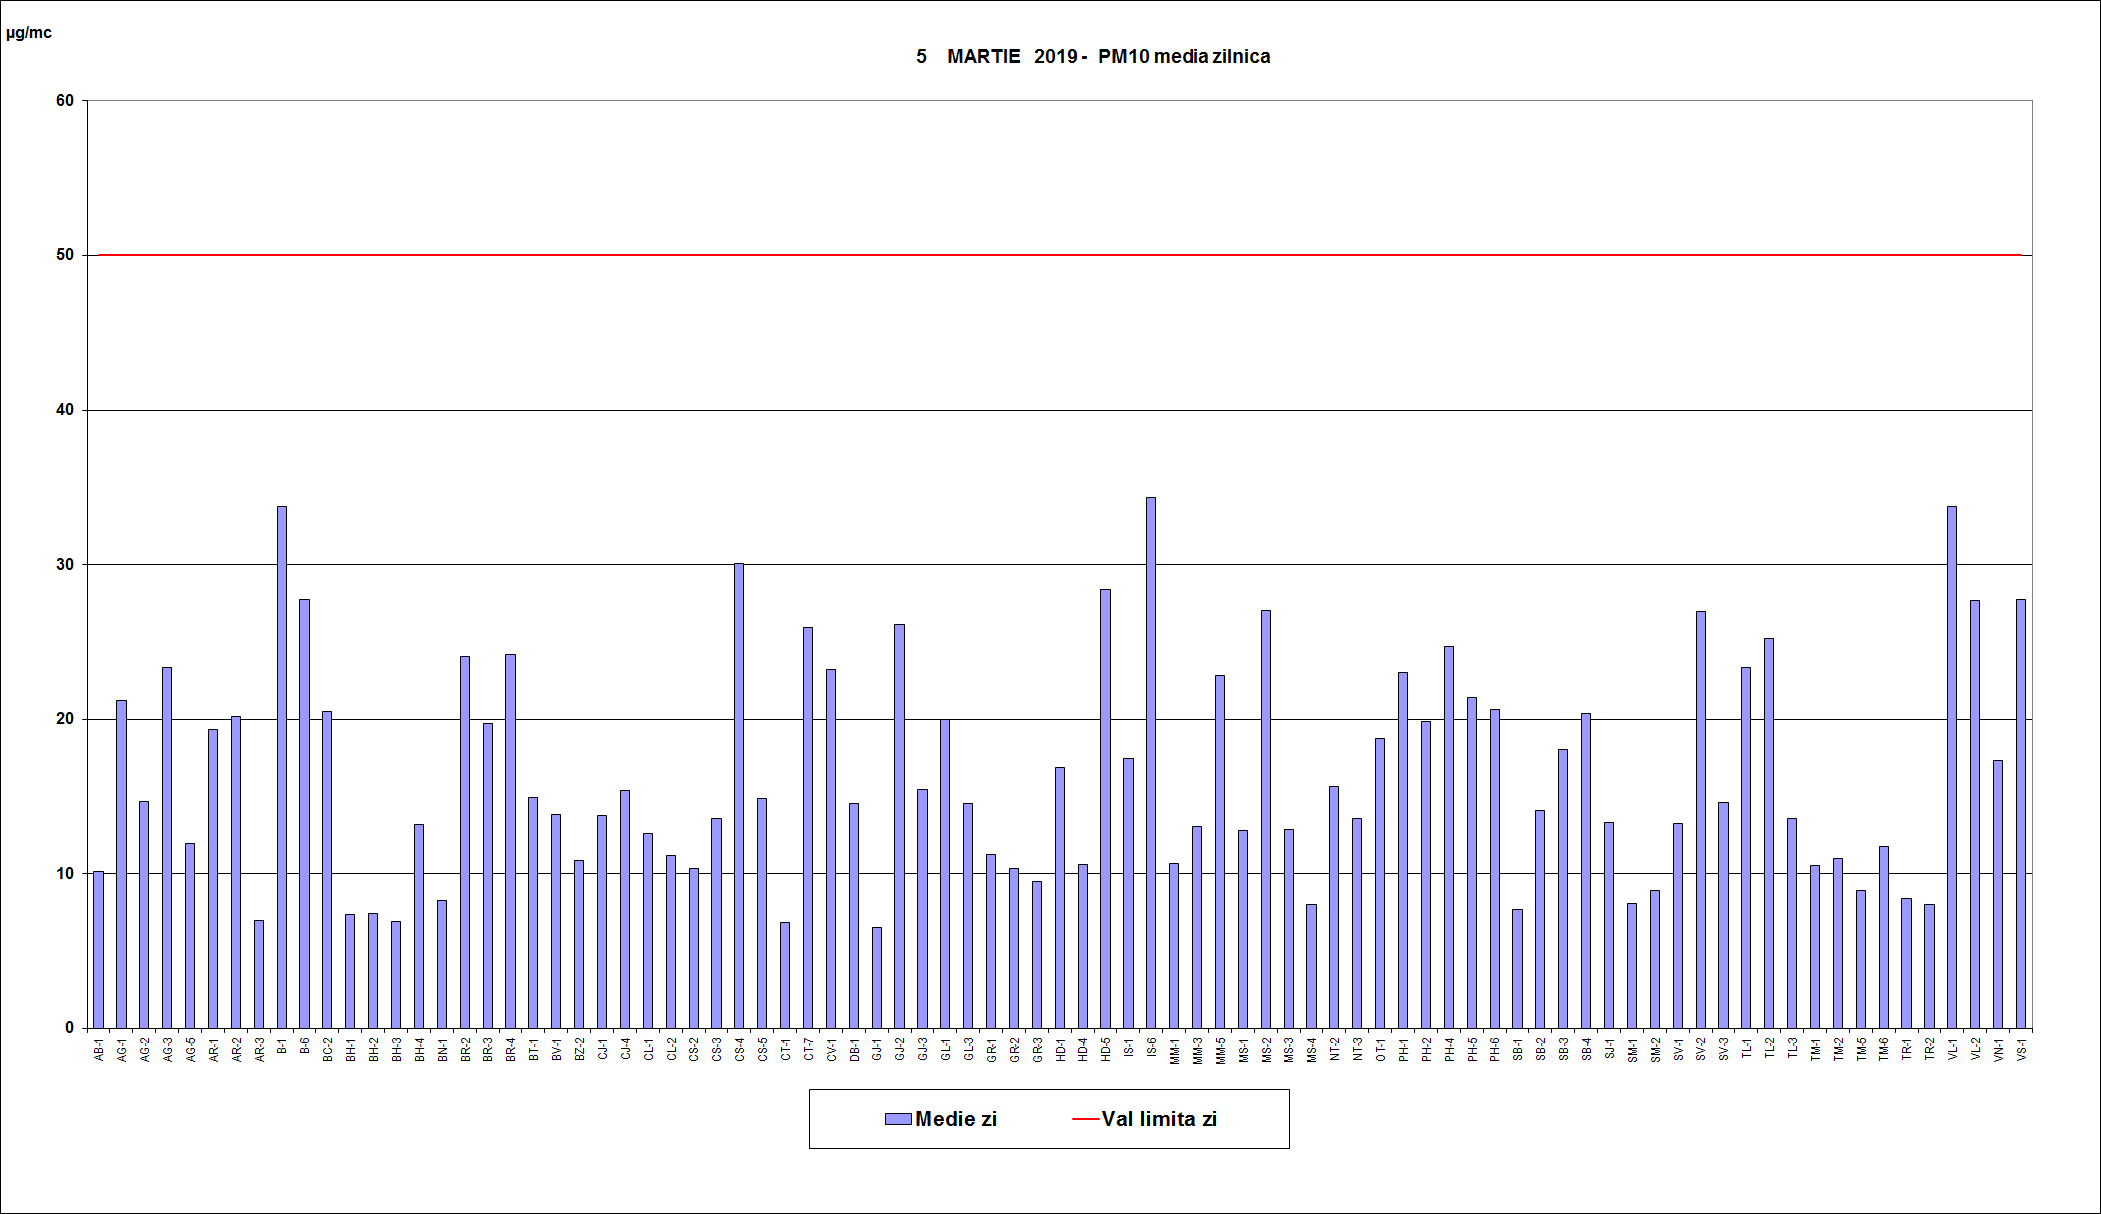 µg/mc
5 MARTIE 2019 - PM10 media zilnica
60
50
40
30
20
10
0
AB-1 AG-1 AG-2 AG-3 AG-5 AR-1 AR-2 AR-3 B-1 B-6 BC-2 BH-1 BH-2 BH-3 BH-4 BN-1 BR-2 BR-3 BR-4 BT-1 BV-1 BZ-2 CJ-1 CJ-4 CL-1 CL-2 CS-2 CS-3 CS-4 CS-5 CT-1 CT-7 CV-1 DB-1 GJ-1 GJ-2 GJ-3 GL-1 GL-3 GR-1 GR-2 GR-3 HD-1 HD-4 HD-5 IS-1 IS-6 MM-1 MM-3 MM-5 MS-1 MS-2 MS-3 MS-4 NT-2 NT-3 OT-1 PH-1 PH-2 PH-4 PH-5 PH-6 SB-1 SB-2 SB-3 SB-4 SJ-1 SM-1 SM-2 SV-1 SV-2 SV-3 TL-1 TL-2 TL-3 TM-1 TM-2 TM-5 TM-6 TR-1 TR-2 VL-1 VL-2 VN-1 VS-1
Medie zi Val limita zi